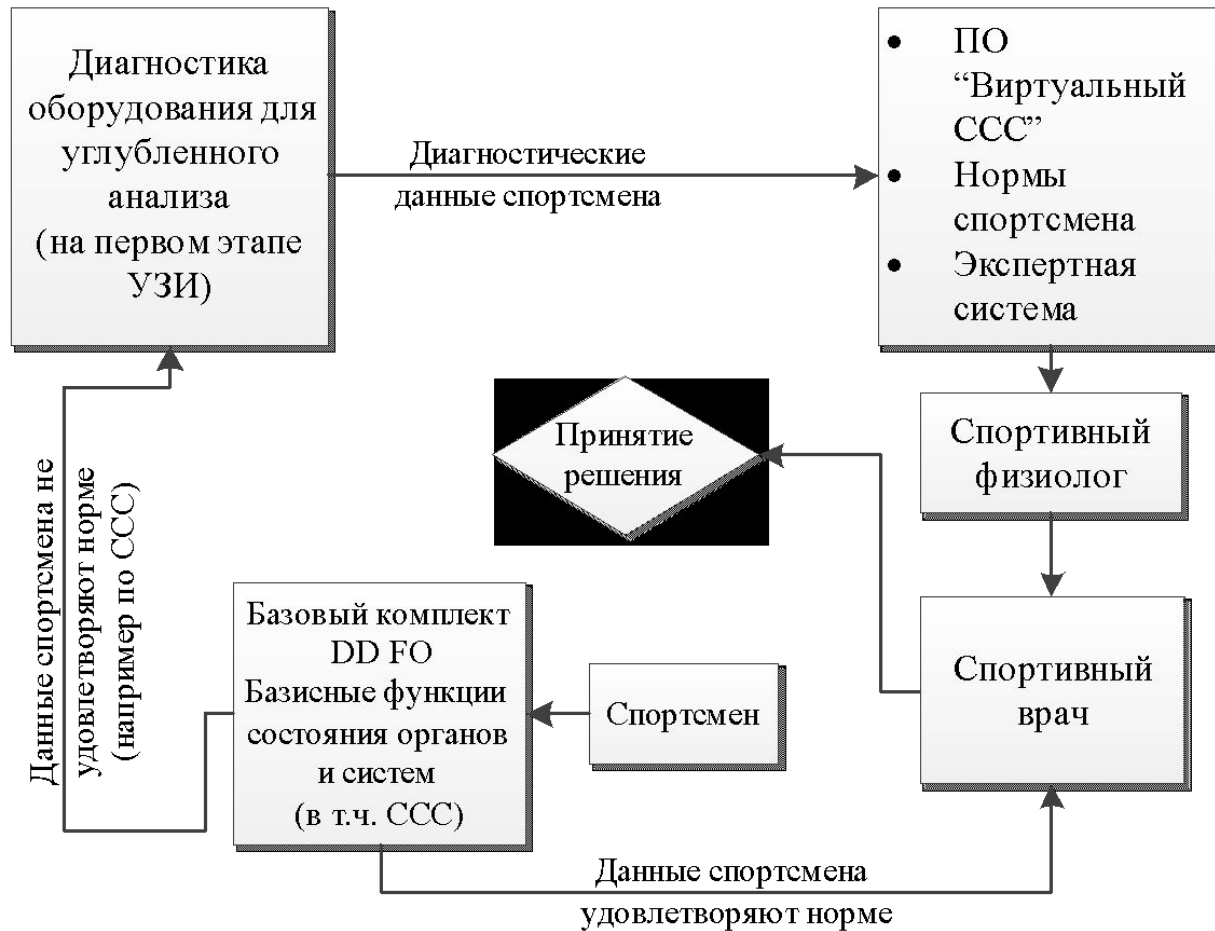 Диагностика
оборудования для
углубленного
анализа
(на первом этапе
УЗИ)
Диагностические
данные спортсмена
• ПО
“Виртуальный
ССС”
• Нормы
спортсмена
• Экспертная
система
Принятие
решения
Спортивный
физиолог
Данные спортсмена не
удовлетворяют норме
(например по ССС)
Базовый комплект
DD FO
Базисные функции
состояния органов
и систем
(в т.ч. ССС)
Спортсмен
Спортивный
врач
Данные спортсмена
удовлетворяют норме